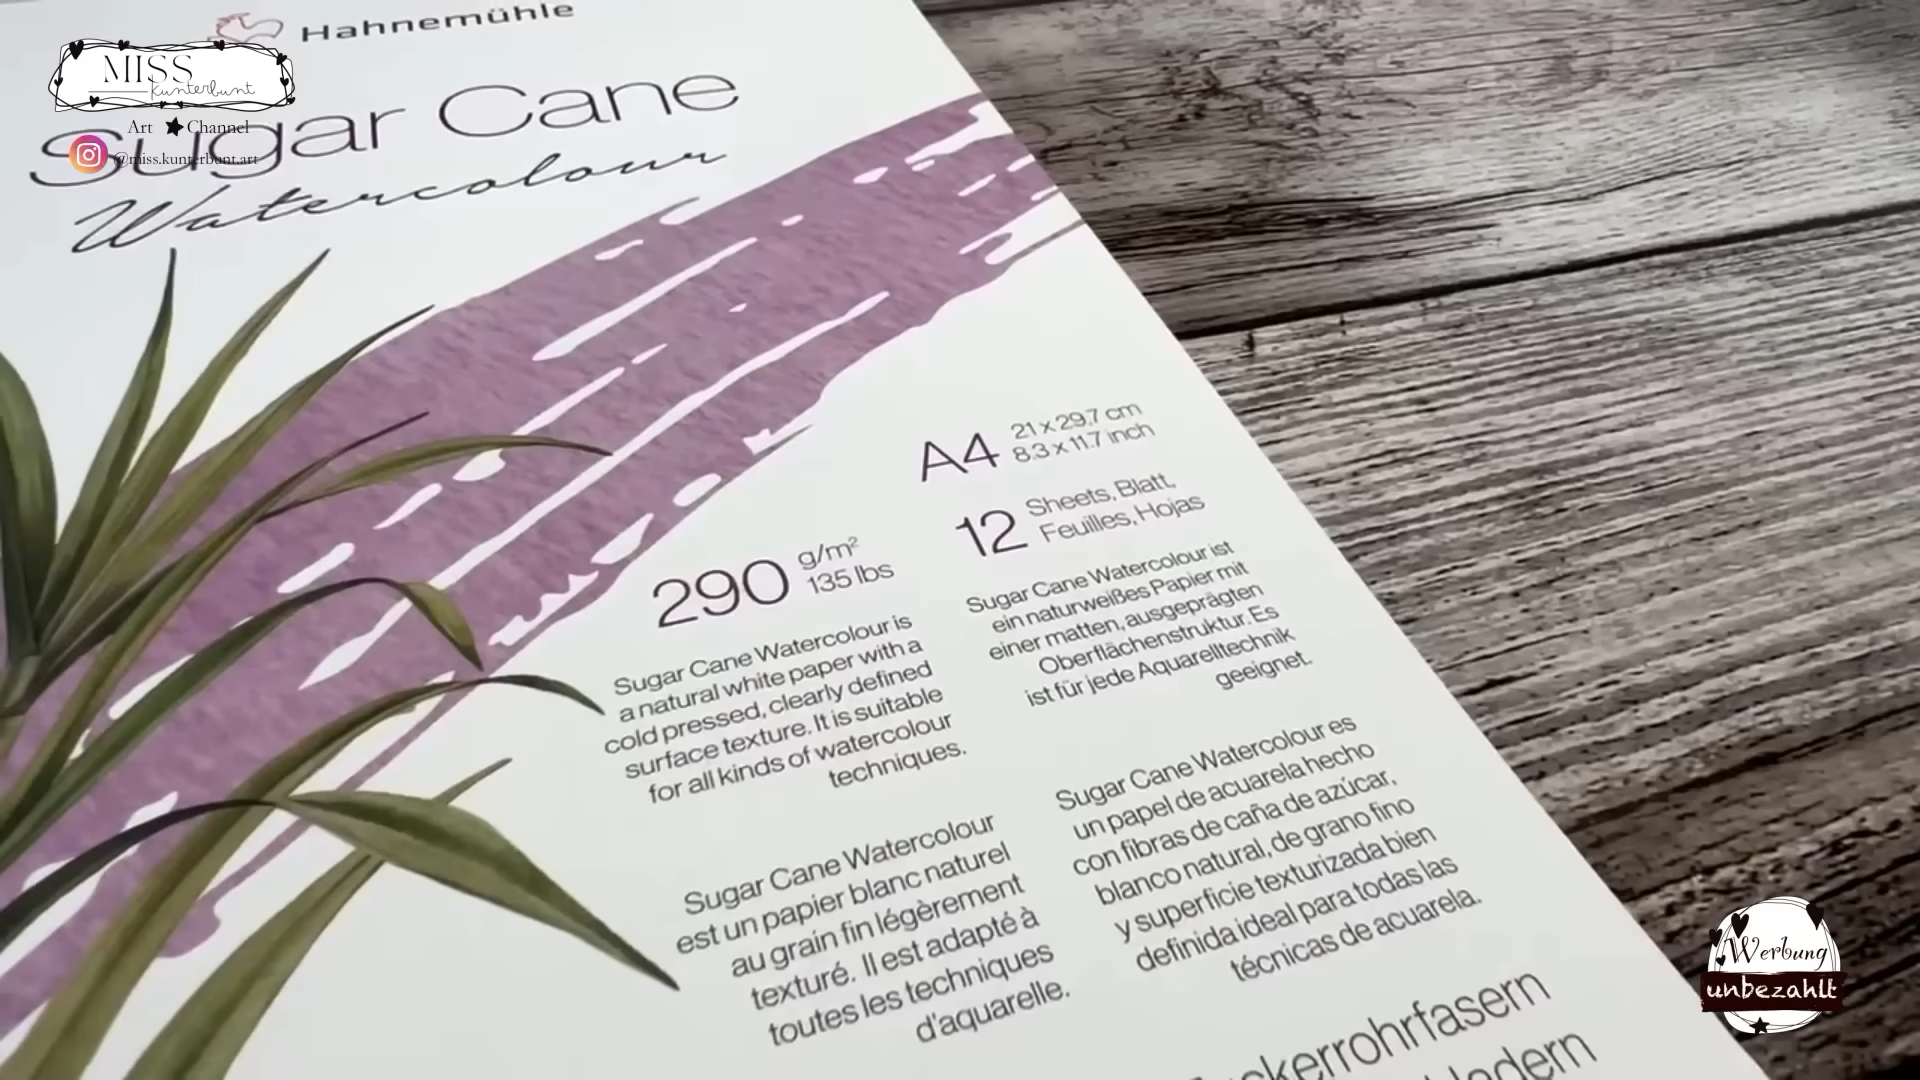 Hahnemühle
MISS
kunterbunt
Art Channel
@miss.kunterbunt.art
Sugar Cane
Watercolour
A4
21 x 29,7 cm
8.3 x 11.7 inch
12
Sheets, Blatt,
Feuilles, Hojas
290
g/m²
135 lbs
Sugar Cane Watercolour is
a natural white paper with a
cold pressed, clearly defined
surface texture. It is suitable
for all kinds of watercolour
techniques.
Sugar Cane Watercolour ist
ein naturweißes Papier mit
einer matten, ausgeprägten
Oberflächenstruktur. Es
ist für jede Aquarelltechnik
geeignet.
Sugar Cane Watercolour
est un papier blanc naturel
au grain fin légèrement
texturé. Il est adapté à
toutes les techniques
d'aquarelle.
Sugar Cane Watercolour es
un papel de acuarela hecho
con fibras de caña de azúcar,
blanco natural, de grano fino
y superficie texturizada bien
definida ideal para todas las
técnicas de acuarela.
Werbung
unbezahlt